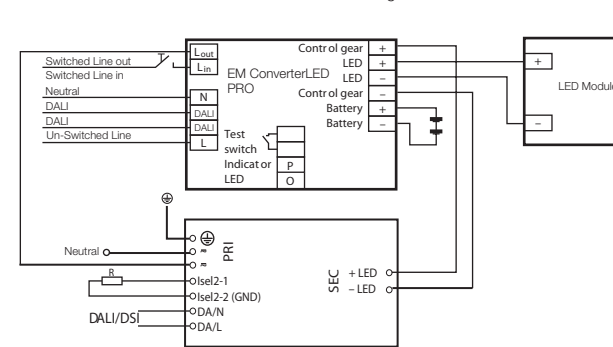 Switched Line out
Switched Line in
Neutral
DALI
DALI
Un-Switched Line
Lout
Lin
N
DALI
DALI
L
EM ConverterLED
PRO
Test
switch
Indicator
LED
P
O
Control gear +
LED +
LED –
Control gear –
Battery +
Battery –
+
–
LED Module
Neutral
R
PRI
Isel2-1
Isel2-2 (GND)
DALI/DSI
DA/N
DA/L
SEC
+ LED
– LED